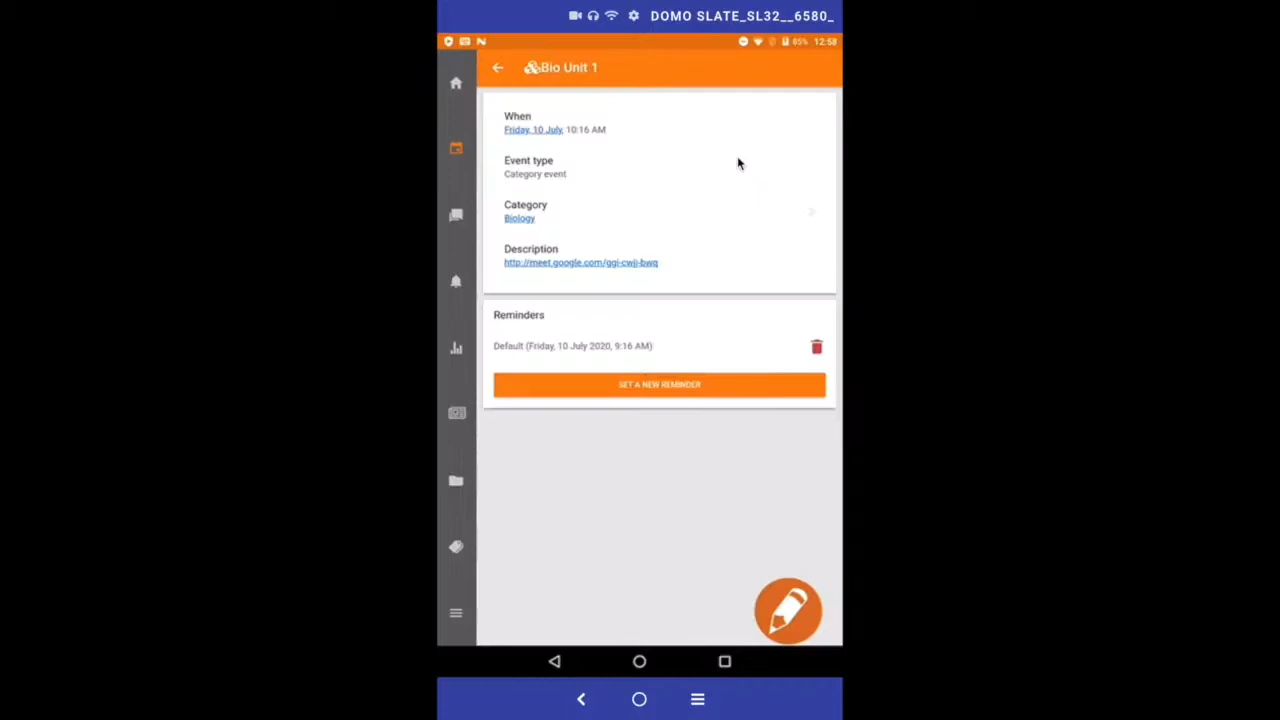 DOMO SLATE_SL32__6580_
85% 12:58
Bio Unit 1
When
Friday, 10 July, 10:16 AM
Event type
Category event
Category
Biology
Description
http://meet.google.com/ggi-cwjj-bwq
Reminders
Default (Friday, 10 July 2020, 9:16 AM)
SET A NEW REMINDER